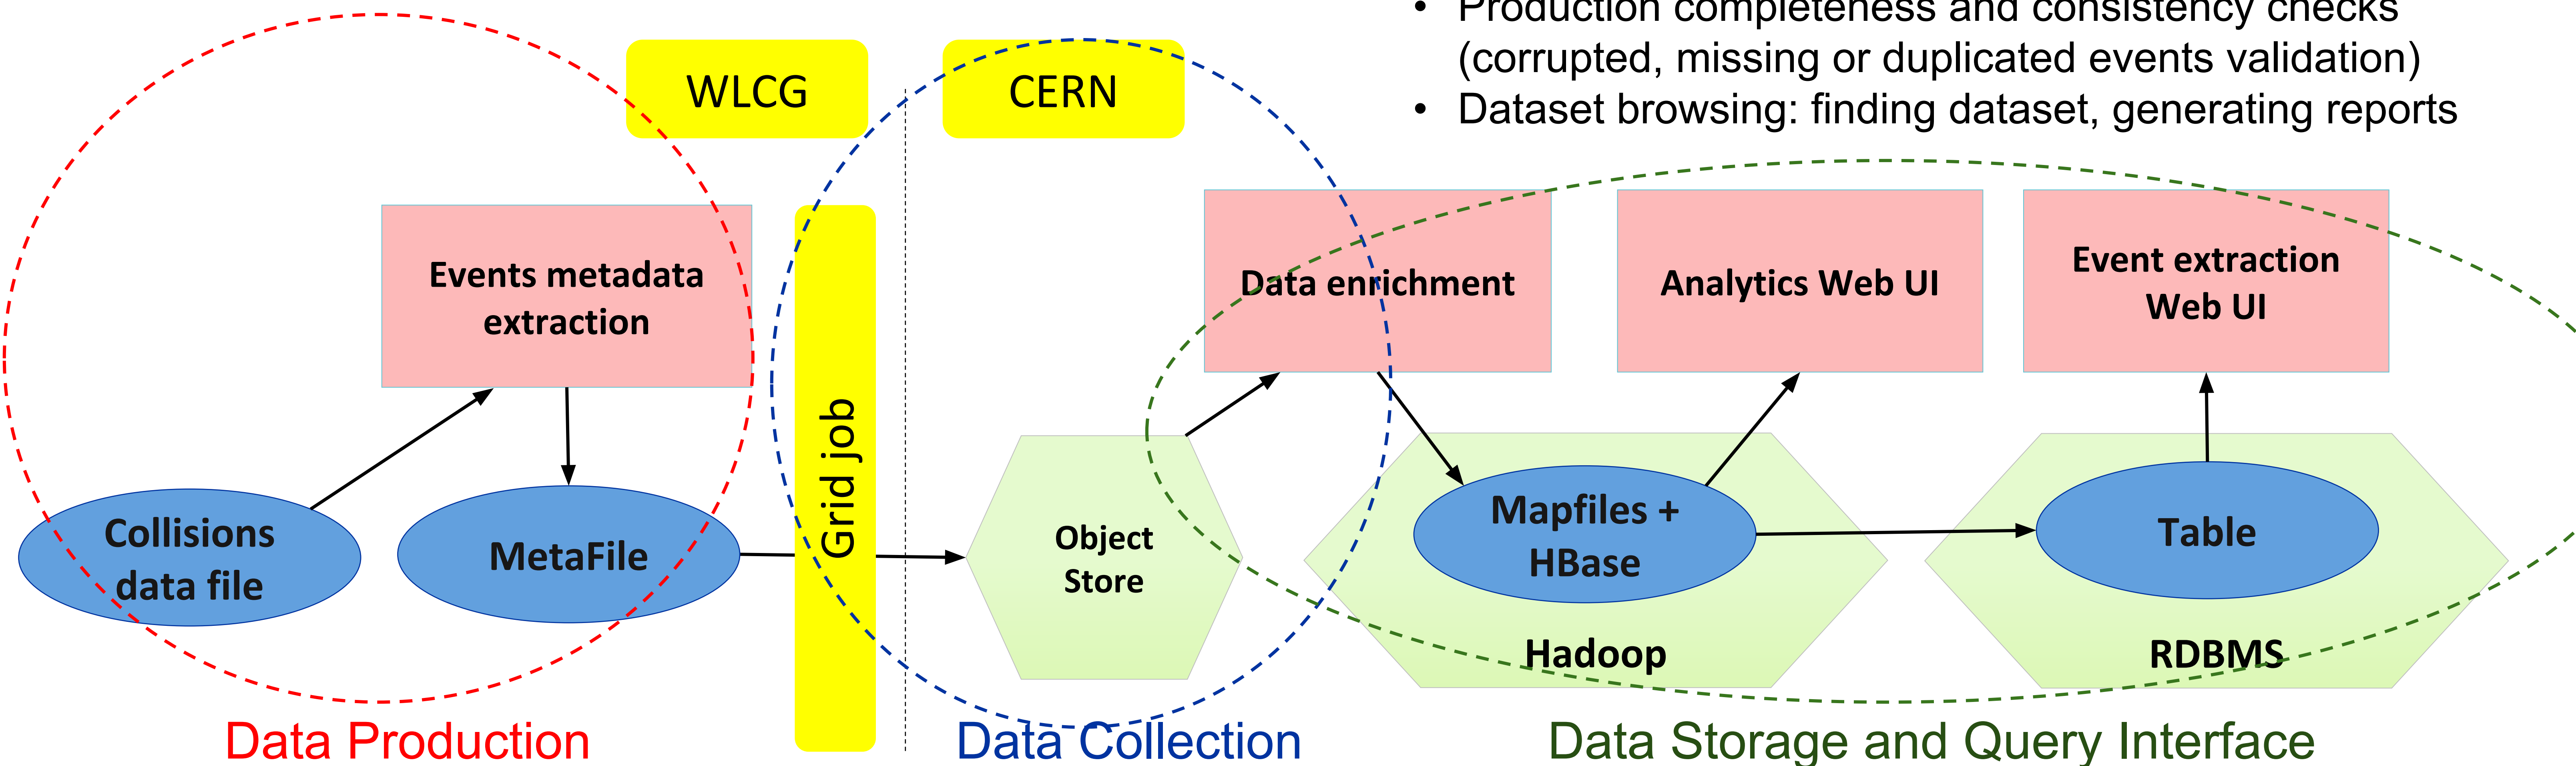 • Production completeness and consistency checks
(corrupted, missing or duplicated events validation)
• Dataset browsing: finding dataset, generating reports
WLCG
CERN
Events metadata
extraction
Data enrichment
Analytics Web UI
Event extraction
Web UI
Grid job
Collisions
data file
MetaFile
Object
Store
Mapfiles +
HBase
Table
Hadoop
RDBMS
Data Production
Data Collection
Data Storage and Query Interface